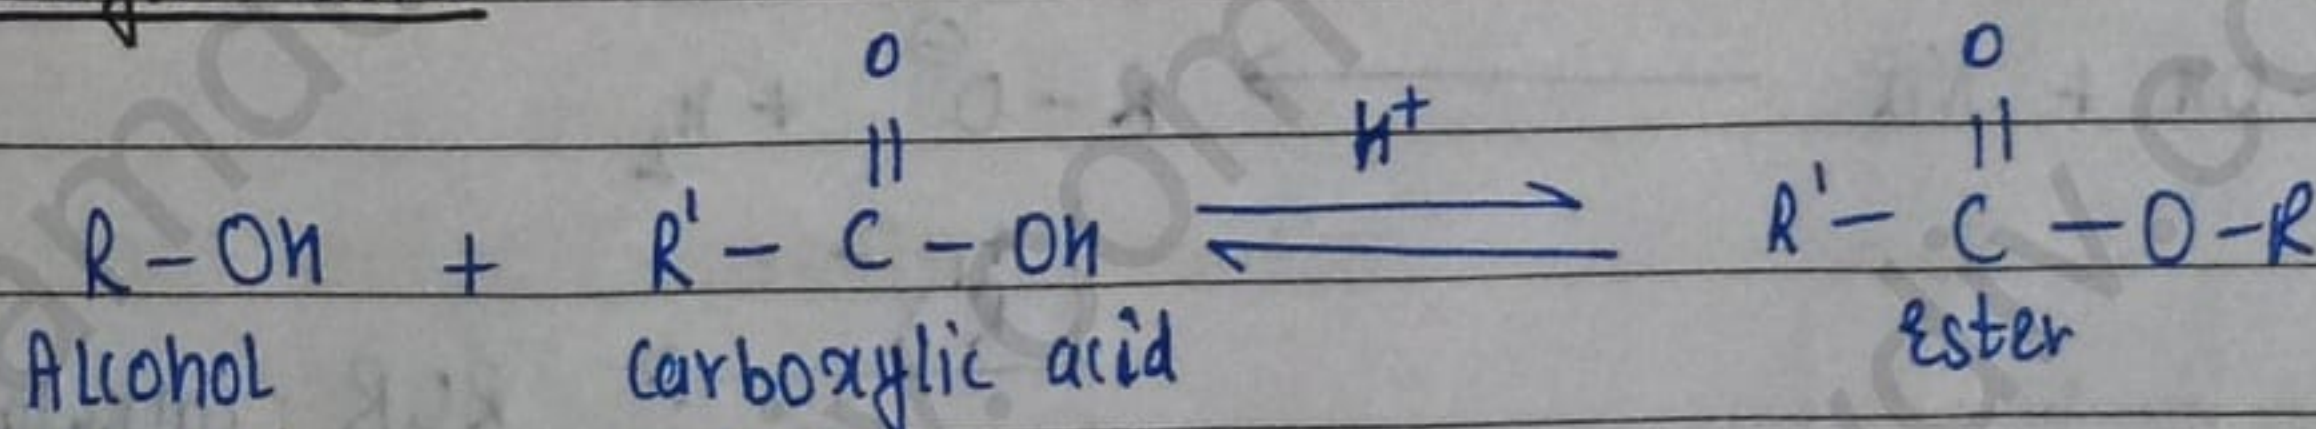 O O
|| H⁺ ||
R-OH + R'- C - OH ⇌ R'- C -O-R
Alcohol Carboxylic acid Ester